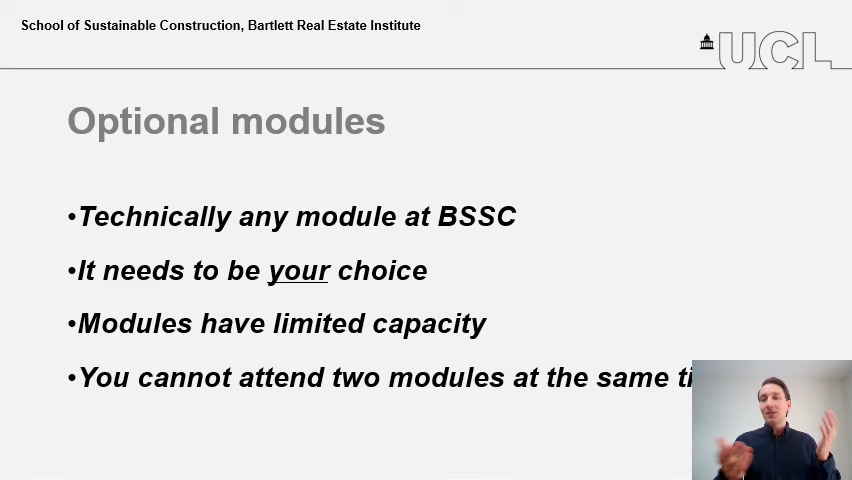 School of Sustainable Construction, Bartlett Real Estate Institute
UCL
Optional modules
•Technically any module at BSSC
•It needs to be your choice
•Modules have limited capacity
•You cannot attend two modules at the same